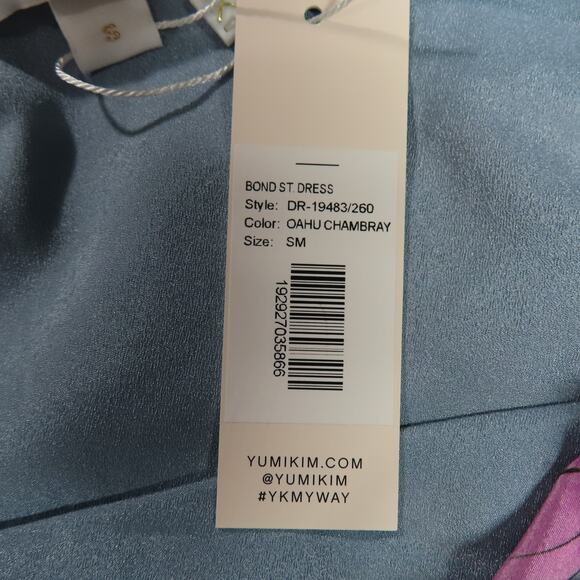 S
BOND ST. DRESS
Style: DR-19483/260
Color: OAHU CHAMBRAY
Size: SM
192927035866
YUMIKIM.COM
@YUMIKIM
#YKMYWAY